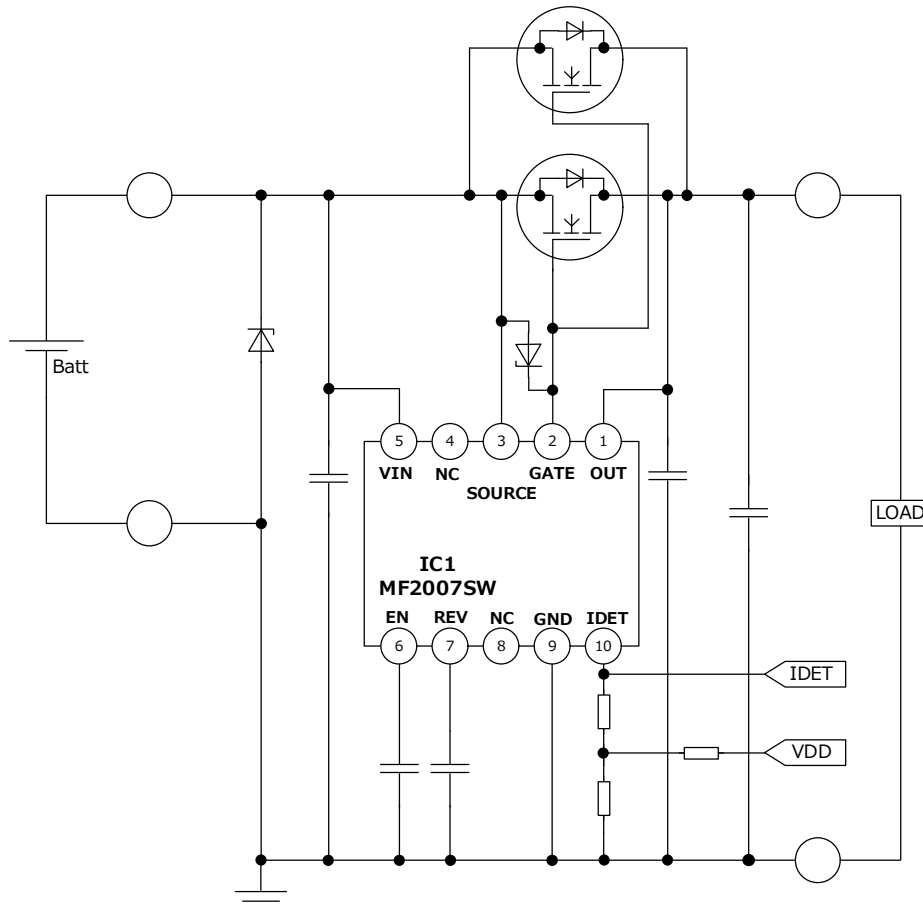 Batt
5 4 3 2 1
VIN NC GATE OUT
SOURCE
LOAD
IC1
MF2007SW
EN REV NC GND IDET
6 7 8 9 10
IDET
VDD